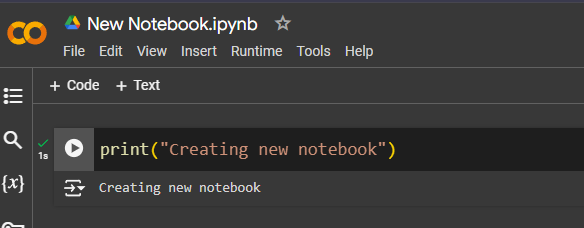 New Notebook.ipynb
File Edit View Insert Runtime Tools Help
+ Code + Text
1s
print("Creating new notebook")
{x}
Creating new notebook